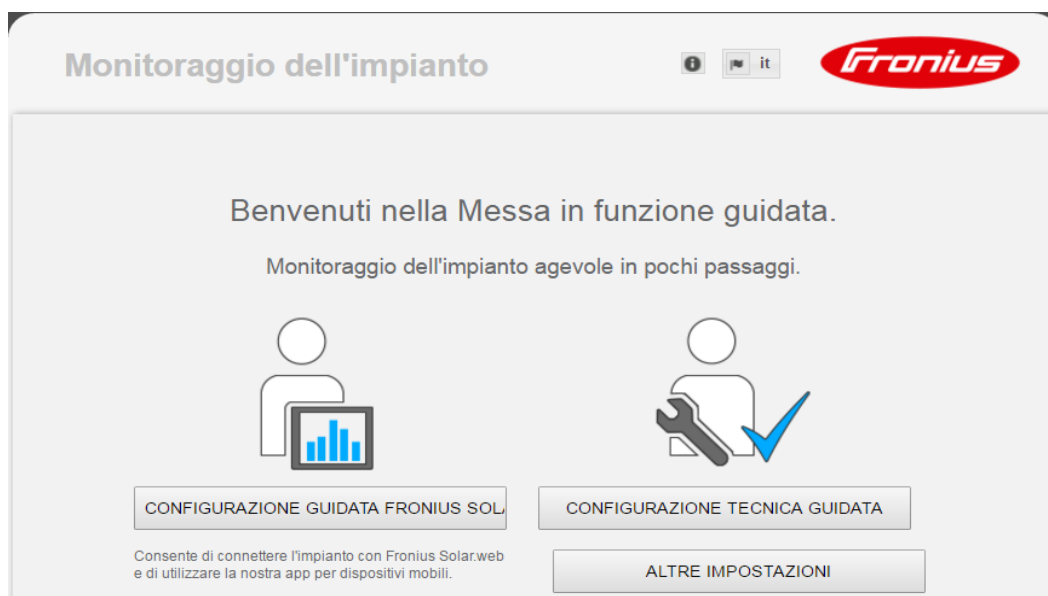 Monitoraggio dell'impianto
it
Fronius
Benvenuti nella Messa in funzione guidata.
Monitoraggio dell'impianto agevole in pochi passaggi.
CONFIGURAZIONE GUIDATA FRONIUS SOL
CONFIGURAZIONE TECNICA GUIDATA
Consente di connettere l'impianto con Fronius Solar.web
e di utilizzare la nostra app per dispositivi mobili.
ALTRE IMPOSTAZIONI